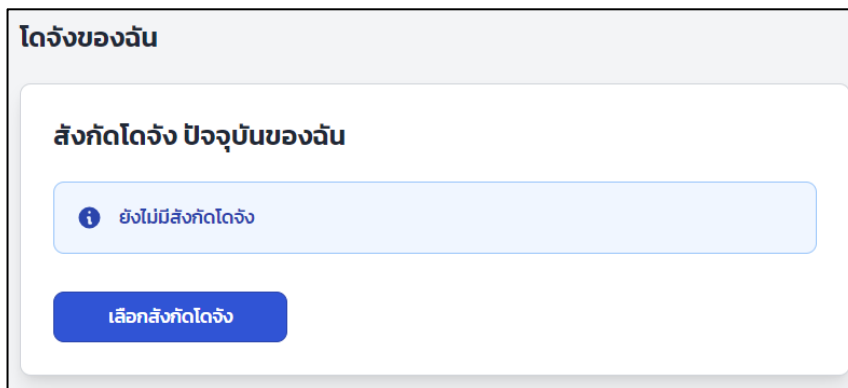 โดจังของฉัน
สังกัดโดจัง ปัจจุบันของฉัน
ยังไม่มีสังกัดโดจัง
เลือกสังกัดโดจัง